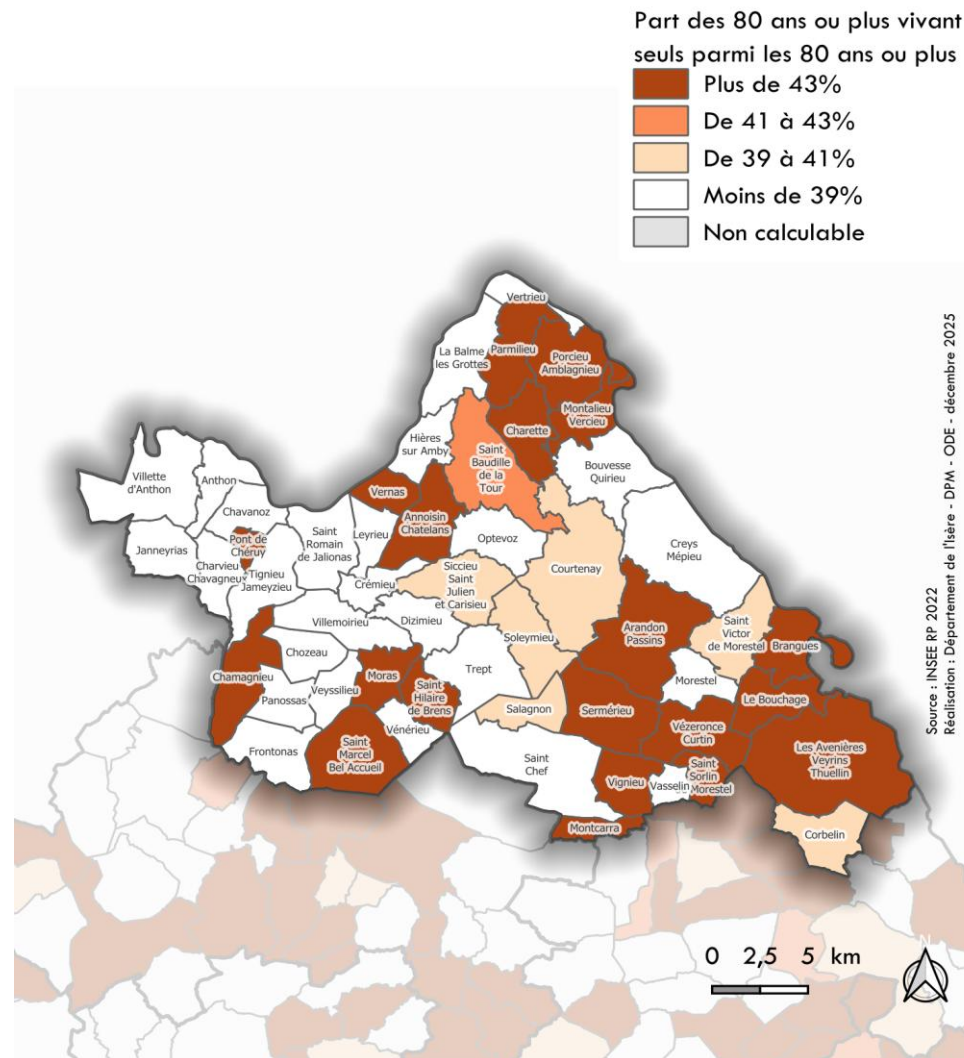 Part des 80 ans ou plus vivant
seuls parmi les 80 ans ou plus
Plus de 43%
De 41 à 43%
De 39 à 41%
Moins de 39%
Non calculable
Vertrieu
La Balme
les Grottes
Parmilieu
Porcieu
Amblagnieu
Montalieu
Vercieu
Charette
Hières
sur Amby
Saint
Baudille
de la
Tour
Bouvesse
Quirieu
Villette
d'Anthon
Anthon
Chavanoz
Vernas
Annoisin
Chatelans
Pont de
Chéruy
Saint
Romain
de Jalionas
Leyrieu
Optevoz
Creys
Mépieu
Janneyrias
Charvieu
Chavagneux
Tignieu
Jameyzieu
Crémieu
Siccieu
Saint
Julien
et Carisieu
Courtenay
Villemoirieu
Dizimieu
Soleymieu
Arandon
Passins
Saint
Victor
de Morestel
Brangues
Chozeau
Chamagnieu
Moras
Saint
Hilaire
de Brens
Trept
Morestel
Panossas
Veyssilieu
Le Bouchage
Salagnon
Sermérieu
Vézeronce
Curtin
Vénérieu
Frontonas
Saint
Marcel
Bel Accueil
Saint
Chef
Les Avenières
Veyrins
Thuellin
Vignieu
Vasselin
Saint
Sorlin
Morestel
Montcarra
Corbelin
0 2,5 5 km
N
Source : INSEE RP 2022
Réalisation : Département de l'Isère - DPM - ODE - décembre 2025